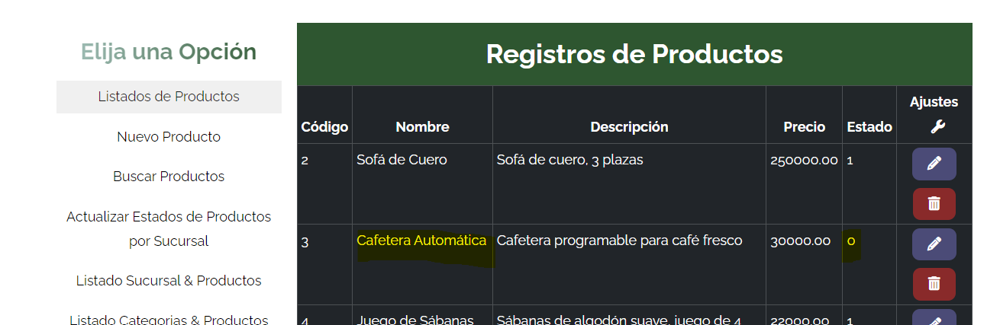 Elija una Opción
Listados de Productos
Nuevo Producto
Buscar Productos
Actualizar Estados de Productos
por Sucursal
Listado Sucursal & Productos
Listado Categorias & Productos
Registros de Productos
Código Nombre Descripción Precio Estado Ajustes
2 Sofá de Cuero Sofá de cuero, 3 plazas 250000.00 1
3 Cafetera Automática Cafetera programable para café fresco 30000.00 0
4 Juego de Sábanas Sábanas de algodón suave, juego de 4 22000.00 1